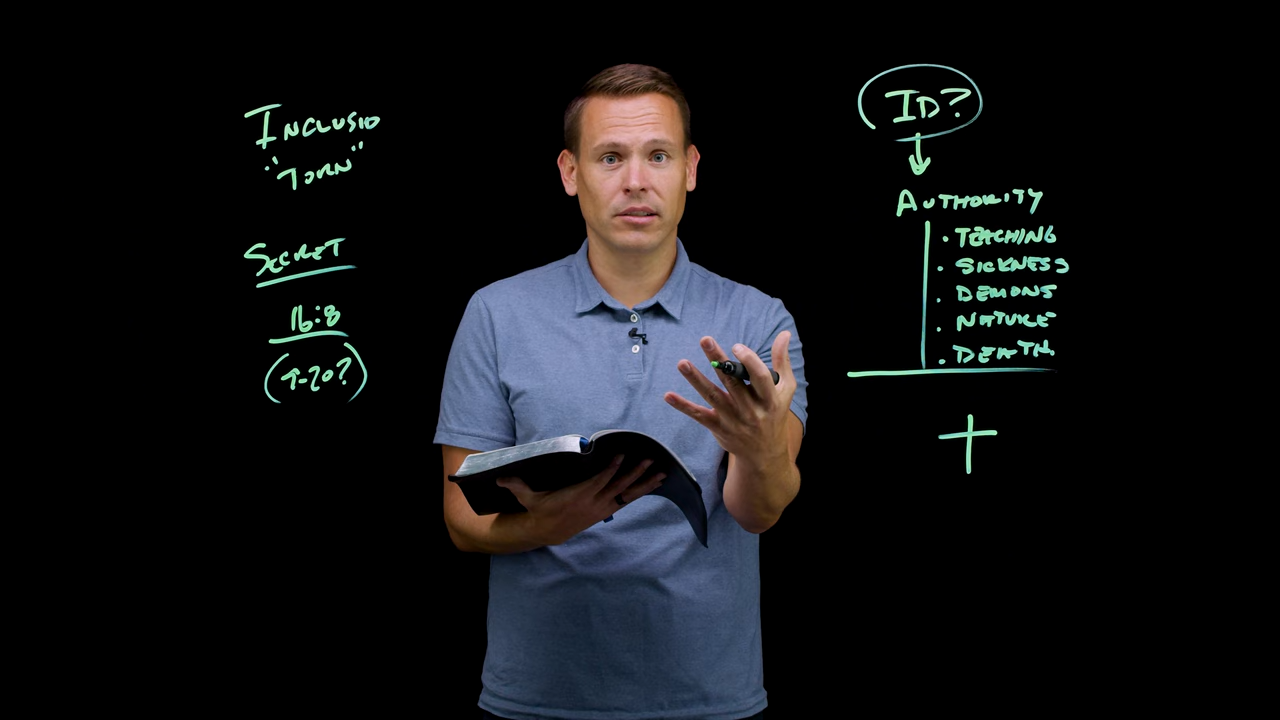 INCLUSIO
"TORN"
SECRET
16:8
(9-20?)
ID?
AUTHORITY
• TEACHING
• SICKNESS
• DEMONS
• NATURE
• DEATH